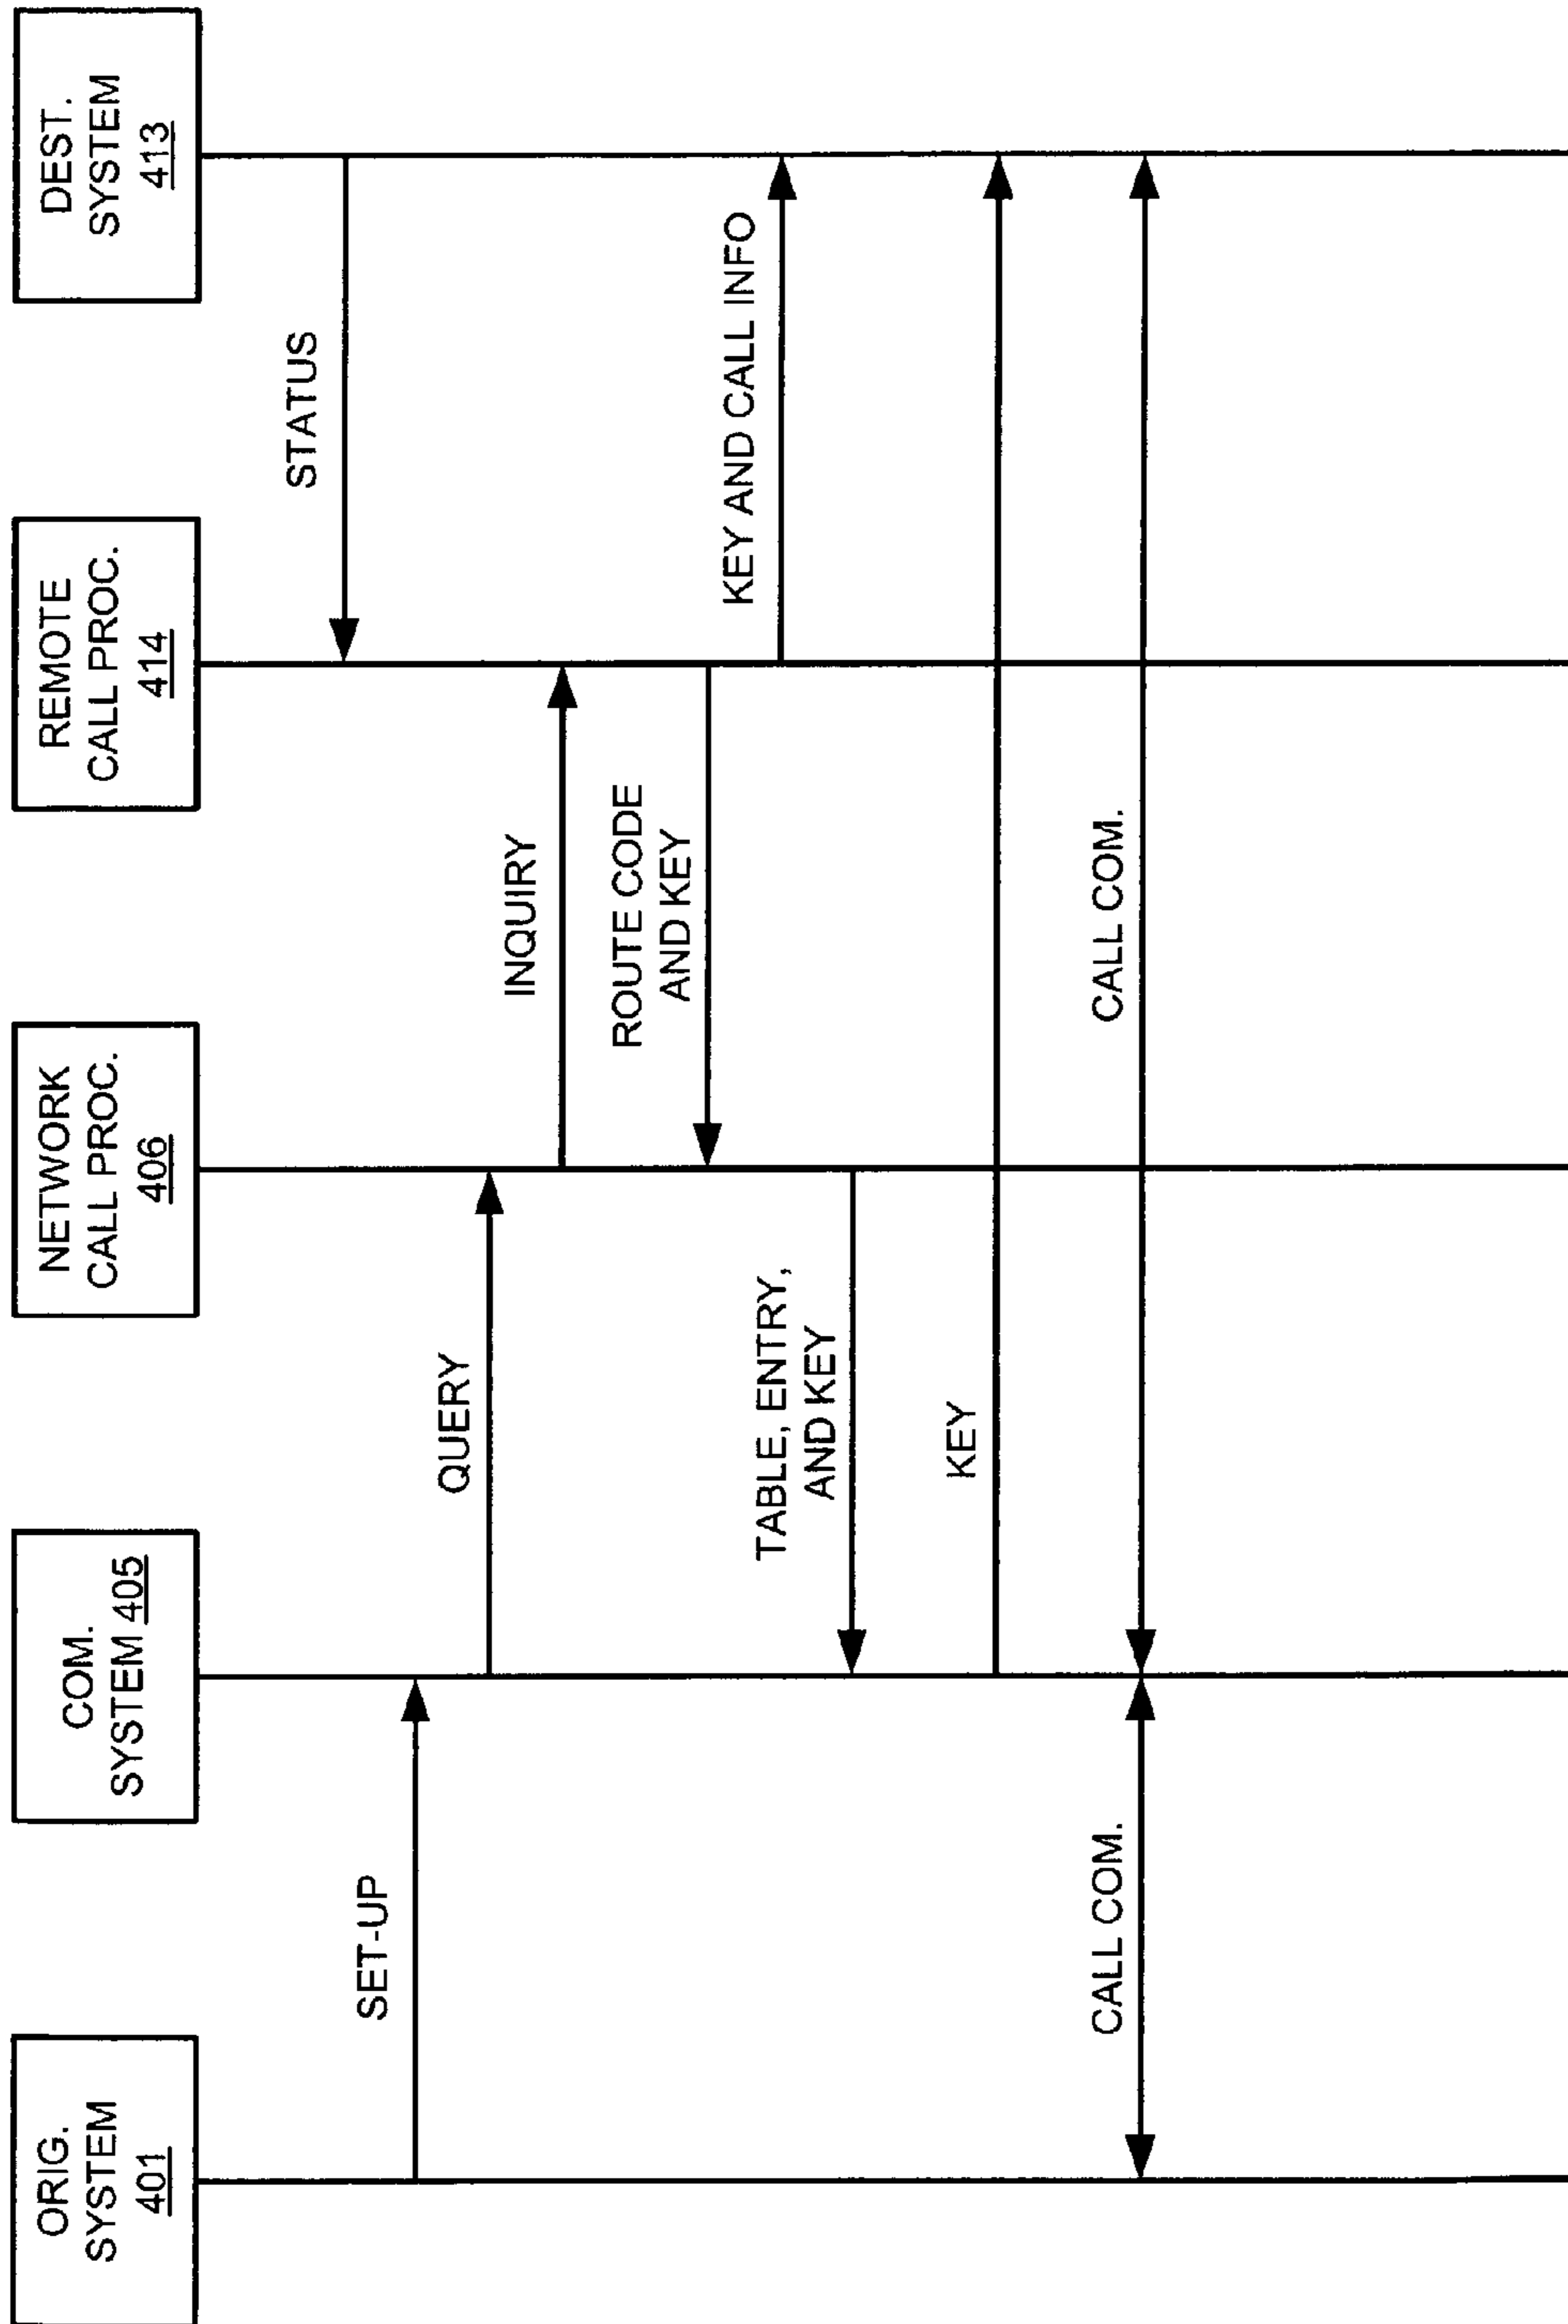 ORIG.
SYSTEM
401
COM.
SYSTEM 405
NETWORK
CALL PROC.
406
REMOTE
CALL PROC.
414
DEST.
SYSTEM
413
STATUS
SET-UP
QUERY
INQUIRY
ROUTE CODE
AND KEY
KEY AND CALL INFO
TABLE, ENTRY,
AND KEY
KEY
CALL COM.
CALL COM.